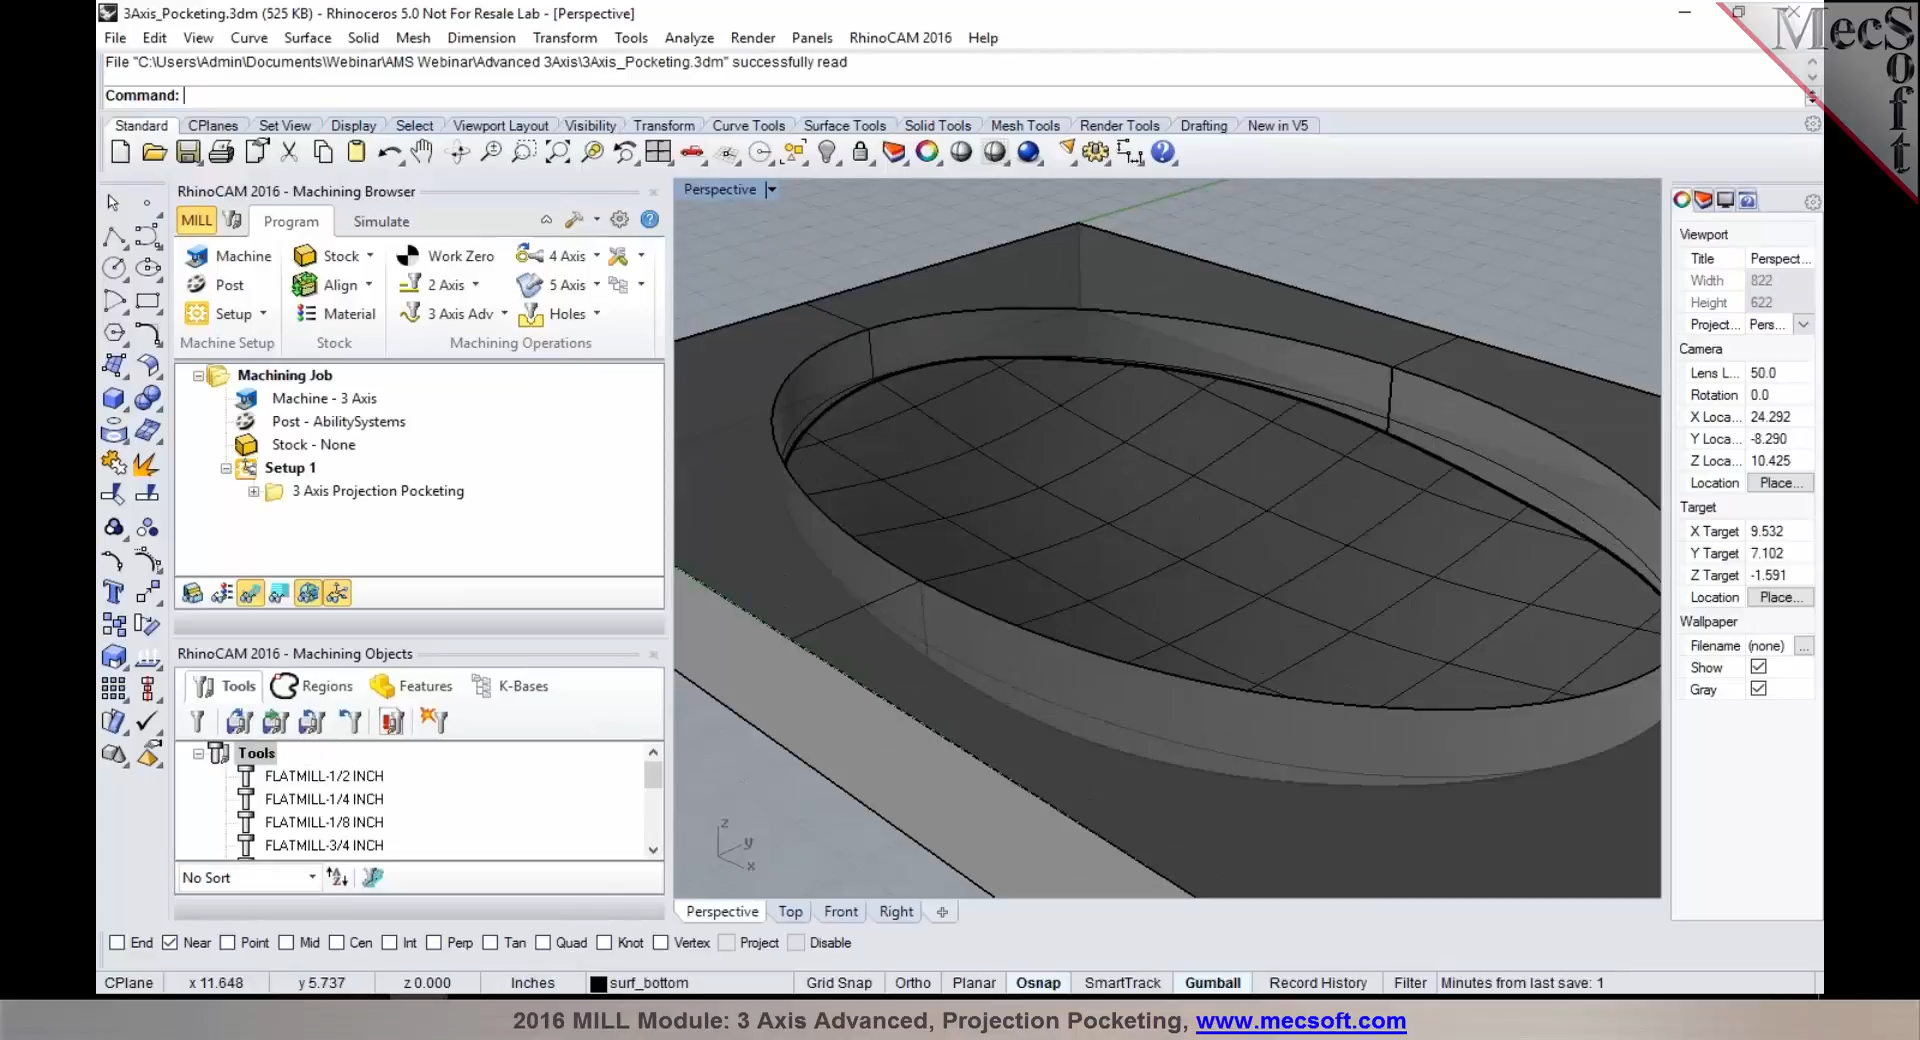 3Axis_Pocketing.3dm (525 KB) - Rhinoceros 5.0 Not For Resale Lab - [Perspective]
MecSoft
File Edit View Curve Surface Solid Mesh Dimension Transform Tools Analyze Render Panels RhinoCAM 2016 Help
File "C:\Users\Admin\Documents\Webinar\AMS Webinar\Advanced 3Axis\3Axis_Pocketing.3dm" successfully read
Command:
Standard CPlanes Set View Display Select Viewport Layout Visibility Transform Curve Tools Surface Tools Solid Tools Mesh Tools Render Tools Drafting New in V5
RhinoCAM 2016 - Machining Browser
MILL Program Simulate
Machine Stock Work Zero 4 Axis
Post Align 2 Axis 5 Axis
Setup Material 3 Axis Adv Holes
Machine Setup Stock Machining Operations
Machining Job
Machine - 3 Axis
Post - AbilitySystems
Stock - None
Setup 1
3 Axis Projection Pocketing
RhinoCAM 2016 - Machining Objects
Tools Regions Features K-Bases
Tools
FLATMILL-1/2 INCH
FLATMILL-1/4 INCH
FLATMILL-1/8 INCH
FLATMILL-3/4 INCH
No Sort
Perspective
z
y
x
Perspective Top Front Right
Viewport
Title Perspect...
Width 822
Height 622
Project... Pers...
Camera
Lens L... 50.0
Rotation 0.0
X Loca... 24.292
Y Loca... -8.290
Z Loca... 10.425
Location Place...
Target
X Target 9.532
Y Target 7.102
Z Target -1.591
Location Place...
Wallpaper
Filename (none) ...
Show
Gray
End Near Point Mid Cen Int Perp Tan Quad Knot Vertex Project Disable
CPlane x 11.648 y 5.737 z 0.000 Inches surf_bottom Grid Snap Ortho Planar Osnap SmartTrack Gumball Record History Filter Minutes from last save: 1
2016 MILL Module: 3 Axis Advanced, Projection Pocketing, www.mecsoft.com